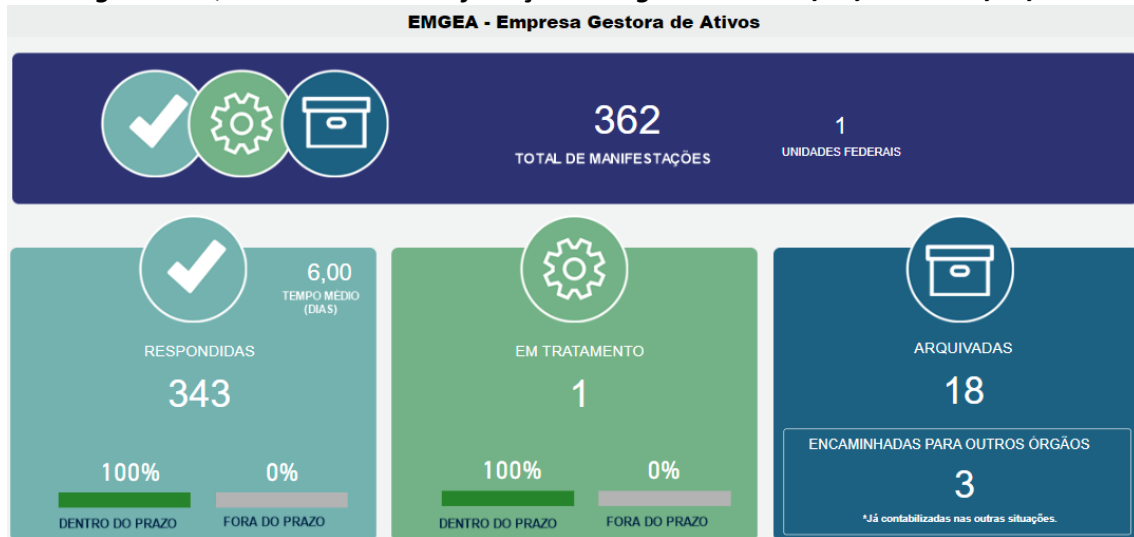 EMGEA - Empresa Gestora de Ativos
362
TOTAL DE MANIFESTAÇÕES
1
UNIDADES FEDERAIS
6,00
TEMPO MÉDIO
(DIAS)
RESPONDIDAS
343
100%
0%
DENTRO DO PRAZO
FORA DO PRAZO
EM TRATAMENTO
1
100%
0%
DENTRO DO PRAZO
FORA DO PRAZO
ARQUIVADAS
18
ENCAMINHADAS PARA OUTROS ÓRGÃOS
3
*Já contabilizadas nas outras situações.